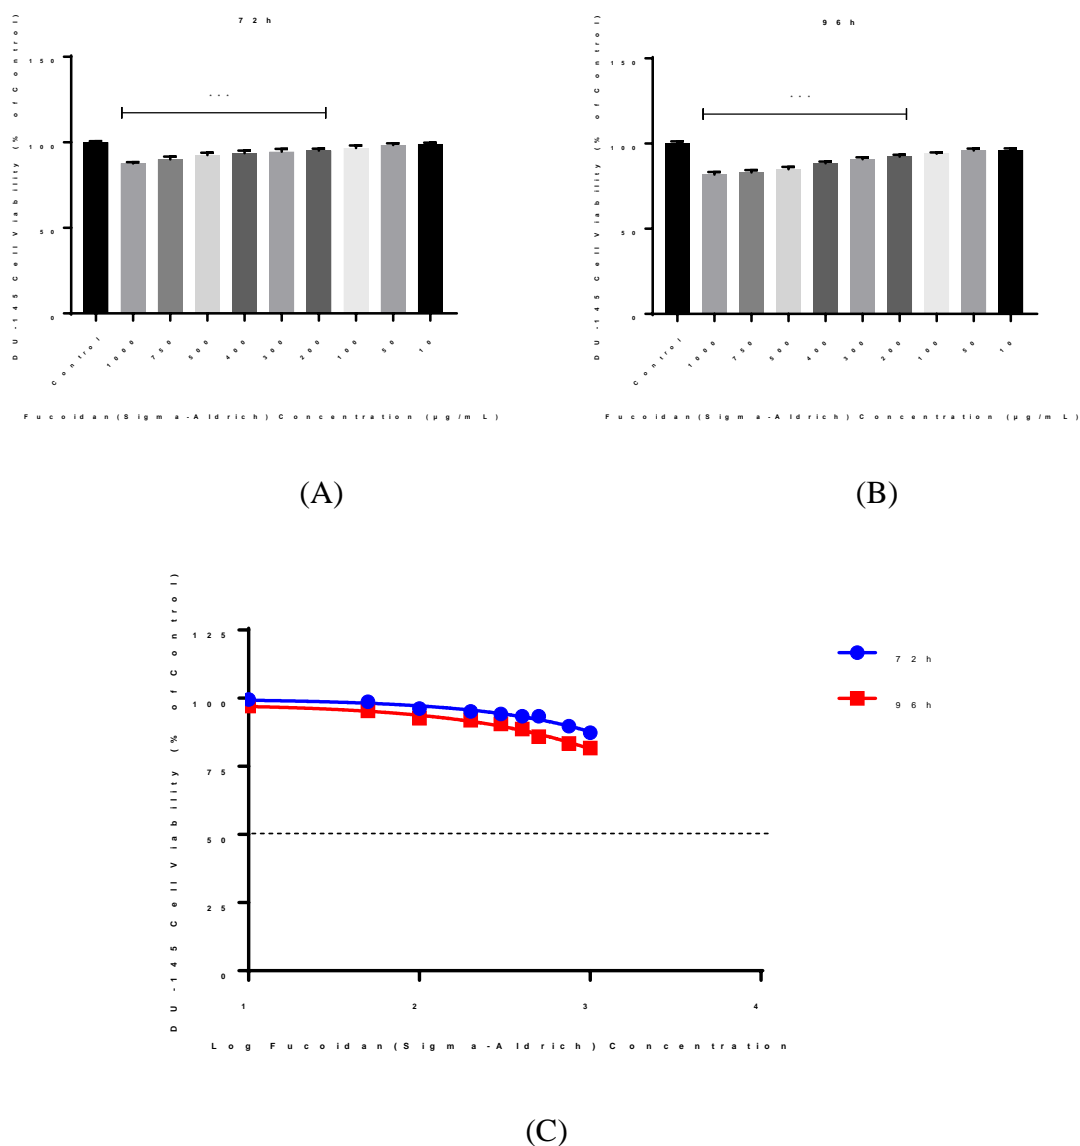 72h
DU-145 Cell Viability (% of Control)
150
100
50
0
***
Control
1000
750
500
400
300
200
100
50
10
Fucoidan(Sigma-Aldrich) Concentration (µg/mL)
(A)
96h
DU-145 Cell Viability (% of Control)
150
100
50
0
***
Control
1000
750
500
400
300
200
100
50
10
Fucoidan(Sigma-Aldrich) Concentration (µg/mL)
(B)
DU-145 Cell Viability (% of Control)
125
100
75
50
25
0
1
2
3
4
Log Fucoidan(Sigma-Aldrich) Concentration
72h
96h
(C)